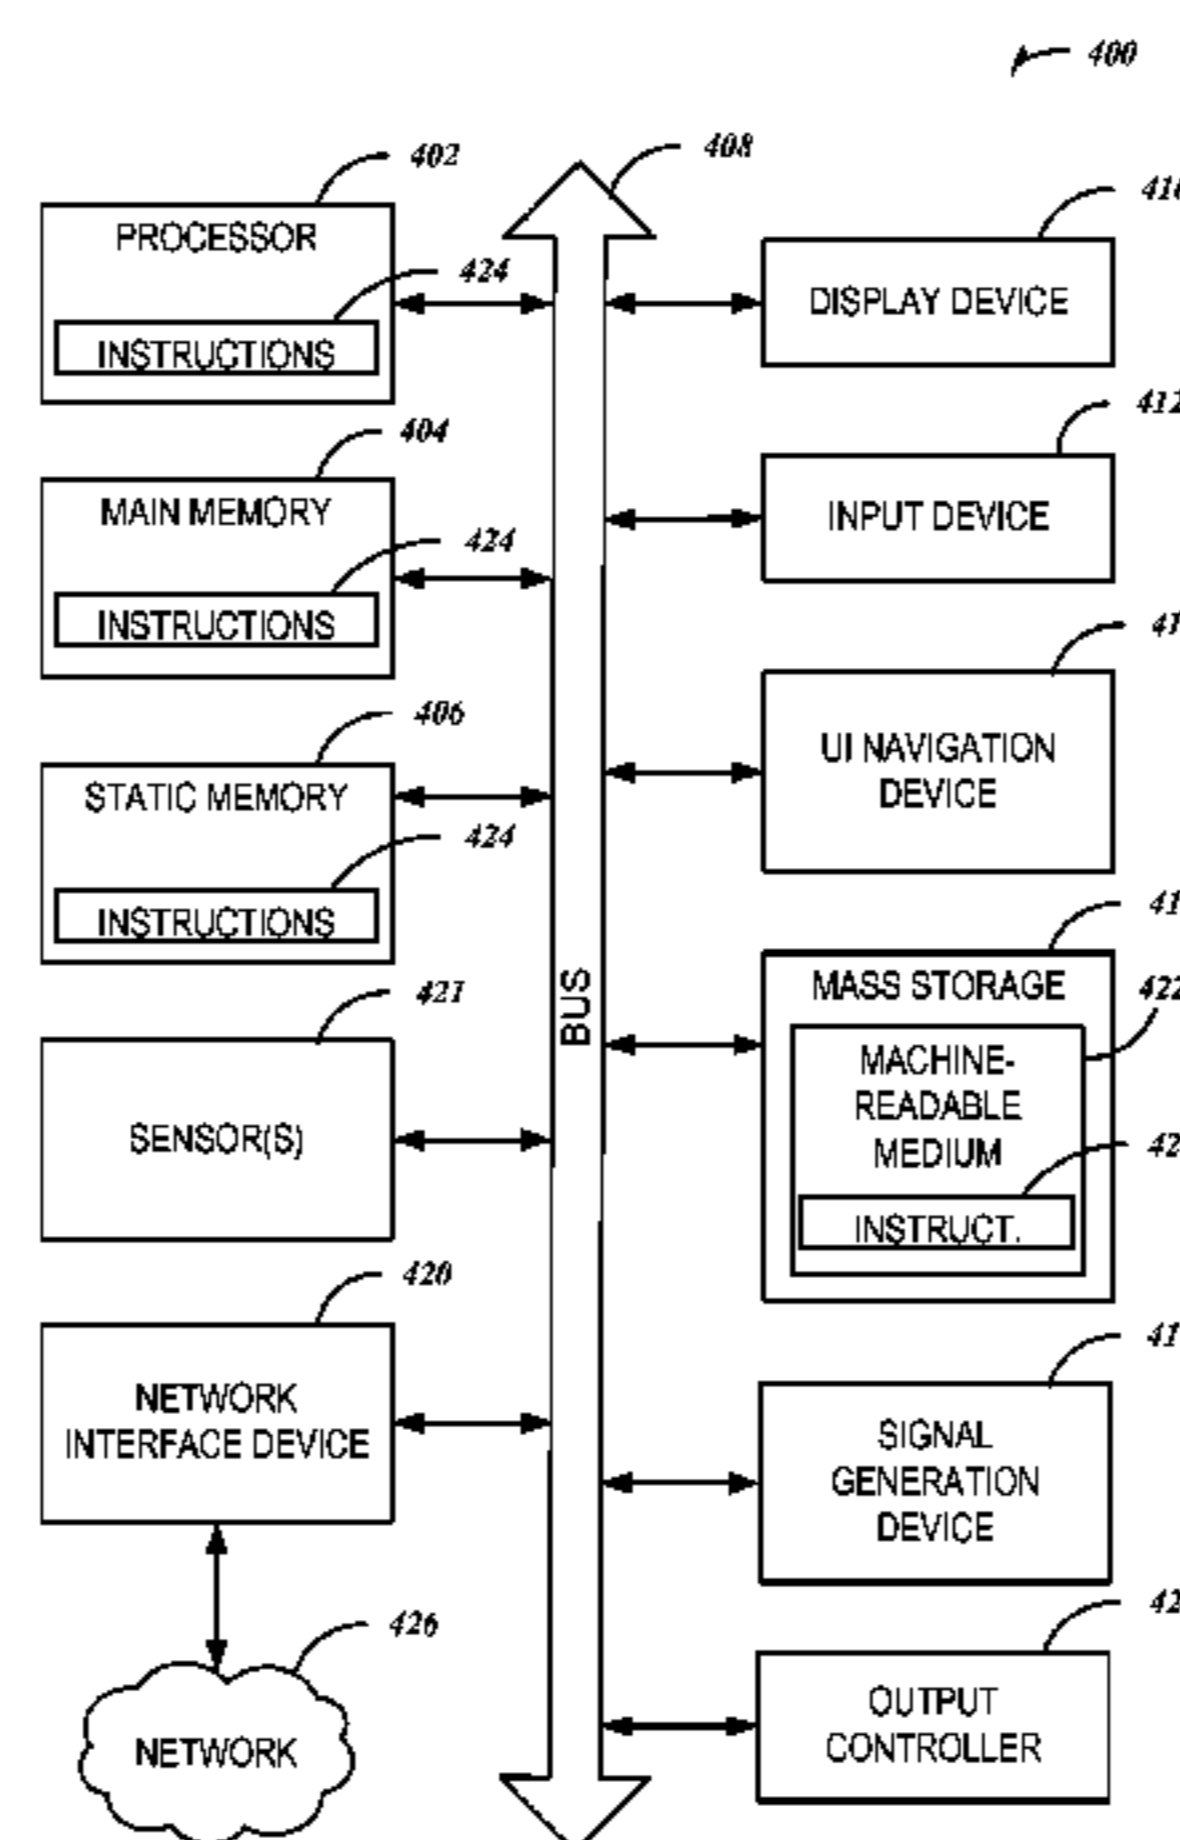 400
402
PROCESSOR
424
INSTRUCTIONS
404
MAIN MEMORY
424
INSTRUCTIONS
406
STATIC MEMORY
424
INSTRUCTIONS
421
SENSOR(S)
420
NETWORK
INTERFACE DEVICE
426
NETWORK
408
BUS
DISPLAY DEVICE
412
INPUT DEVICE
UI NAVIGATION
DEVICE
MASS STORAGE
422
MACHINE-
READABLE
MEDIUM
INSTRUCT.
SIGNAL
GENERATION
DEVICE
OUTPUT
CONTROLLER